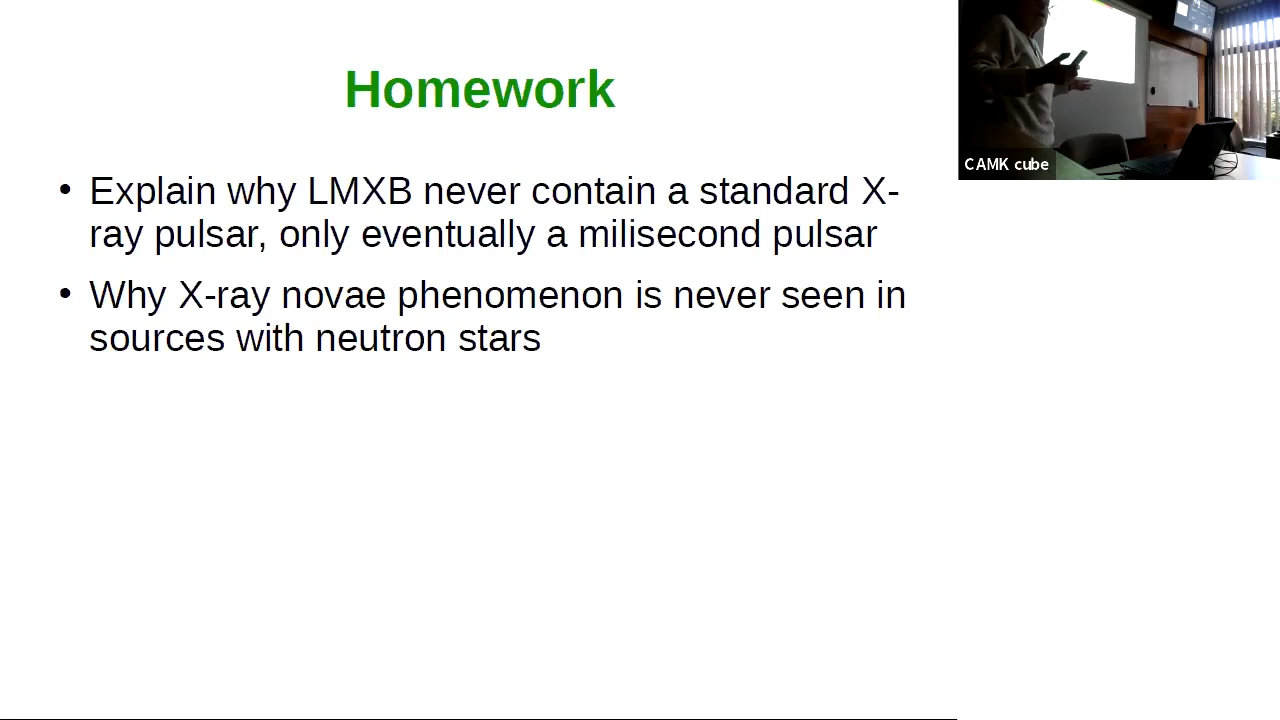 Homework
• Explain why LMXB never contain a standard X-
ray pulsar, only eventually a milisecond pulsar
• Why X-ray novae phenomenon is never seen in
sources with neutron stars
CAMK cube